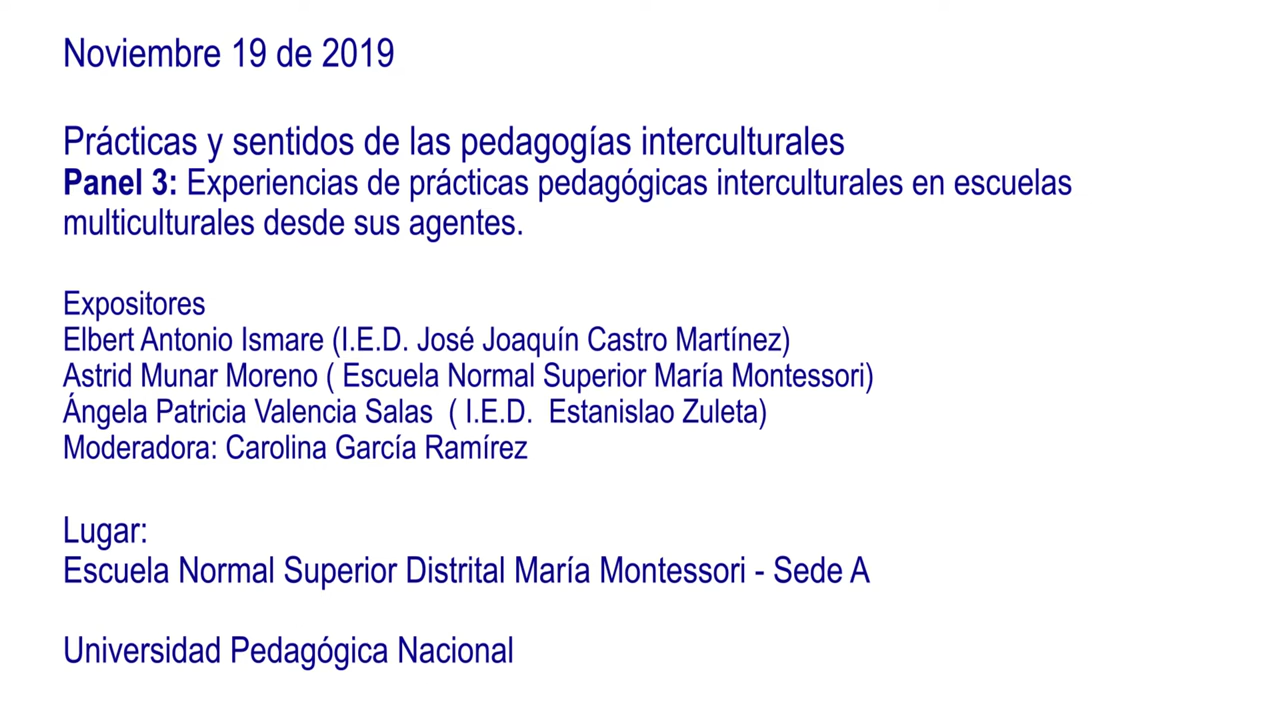 Noviembre 19 de 2019
Prácticas y sentidos de las pedagogías interculturales
Panel 3: Experiencias de prácticas pedagógicas interculturales en escuelas
multiculturales desde sus agentes.
Expositores
Elbert Antonio Ismare (I.E.D. José Joaquín Castro Martínez)
Astrid Munar Moreno ( Escuela Normal Superior María Montessori)
Ángela Patricia Valencia Salas ( I.E.D. Estanislao Zuleta)
Moderadora: Carolina García Ramírez
Lugar:
Escuela Normal Superior Distrital María Montessori - Sede A
Universidad Pedagógica Nacional